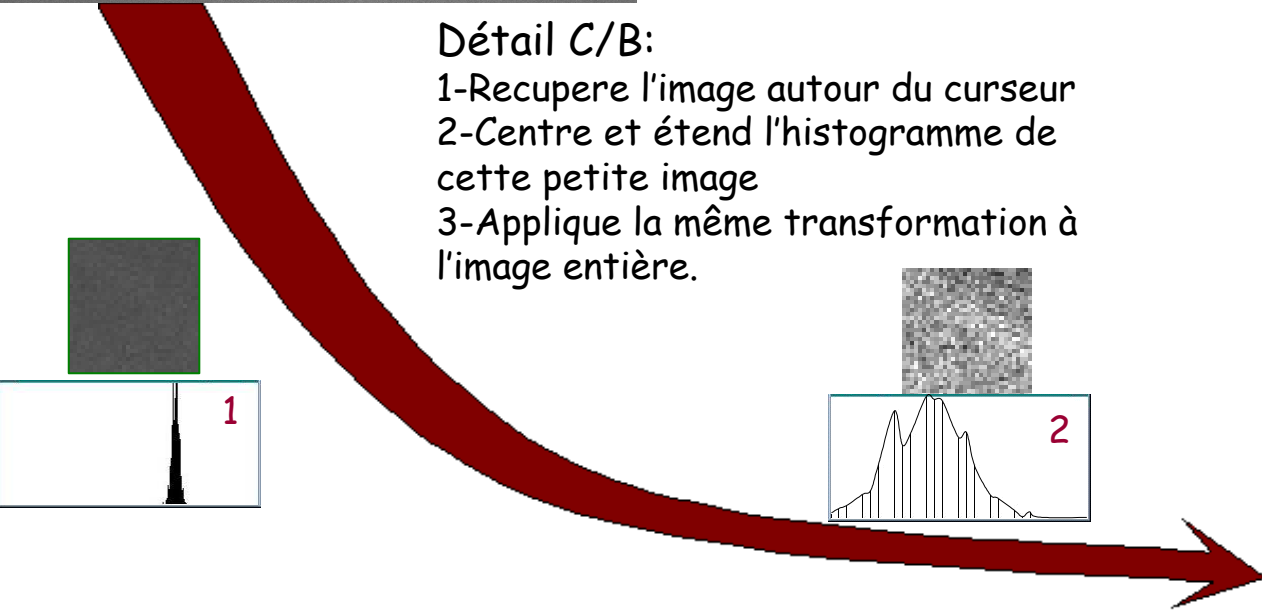 Détail C/B:
1-Recupere l'image autour du curseur
2-Centre et étend l'histogramme de
cette petite image
3-Applique la même transformation à
l'image entière.
1
2